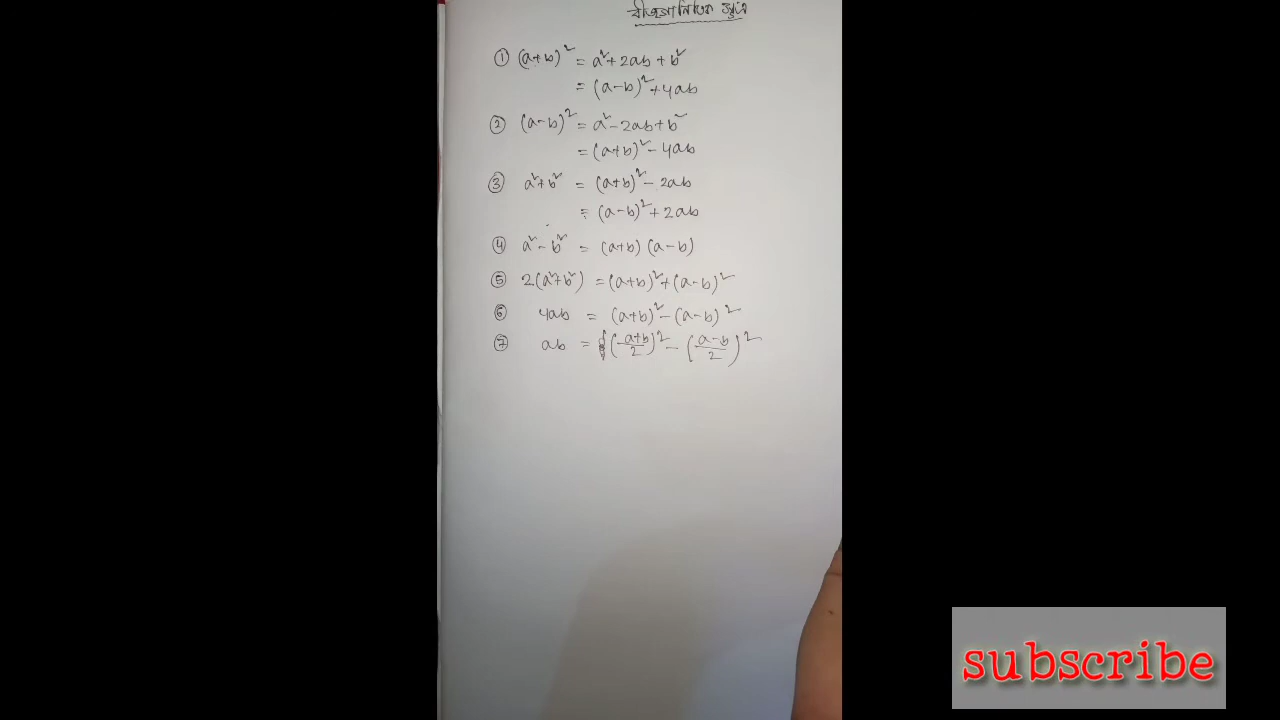 বীজগানিতিক সূত্র
① (a+b)² = a²+2ab+b²
= (a-b)²+4ab
② (a-b)² = a²-2ab+b²
= (a+b)²-4ab
③ a²+b² = (a+b)²-2ab
= (a-b)²+2ab
④ a²-b² = (a+b)(a-b)
⑤ 2(a²+b²) = (a+b)²+(a-b)²
⑥ 4ab = (a+b)²-(a-b)²
⑦ ab = ((a+b)/2)² - ((a-b)/2)²
subscribe